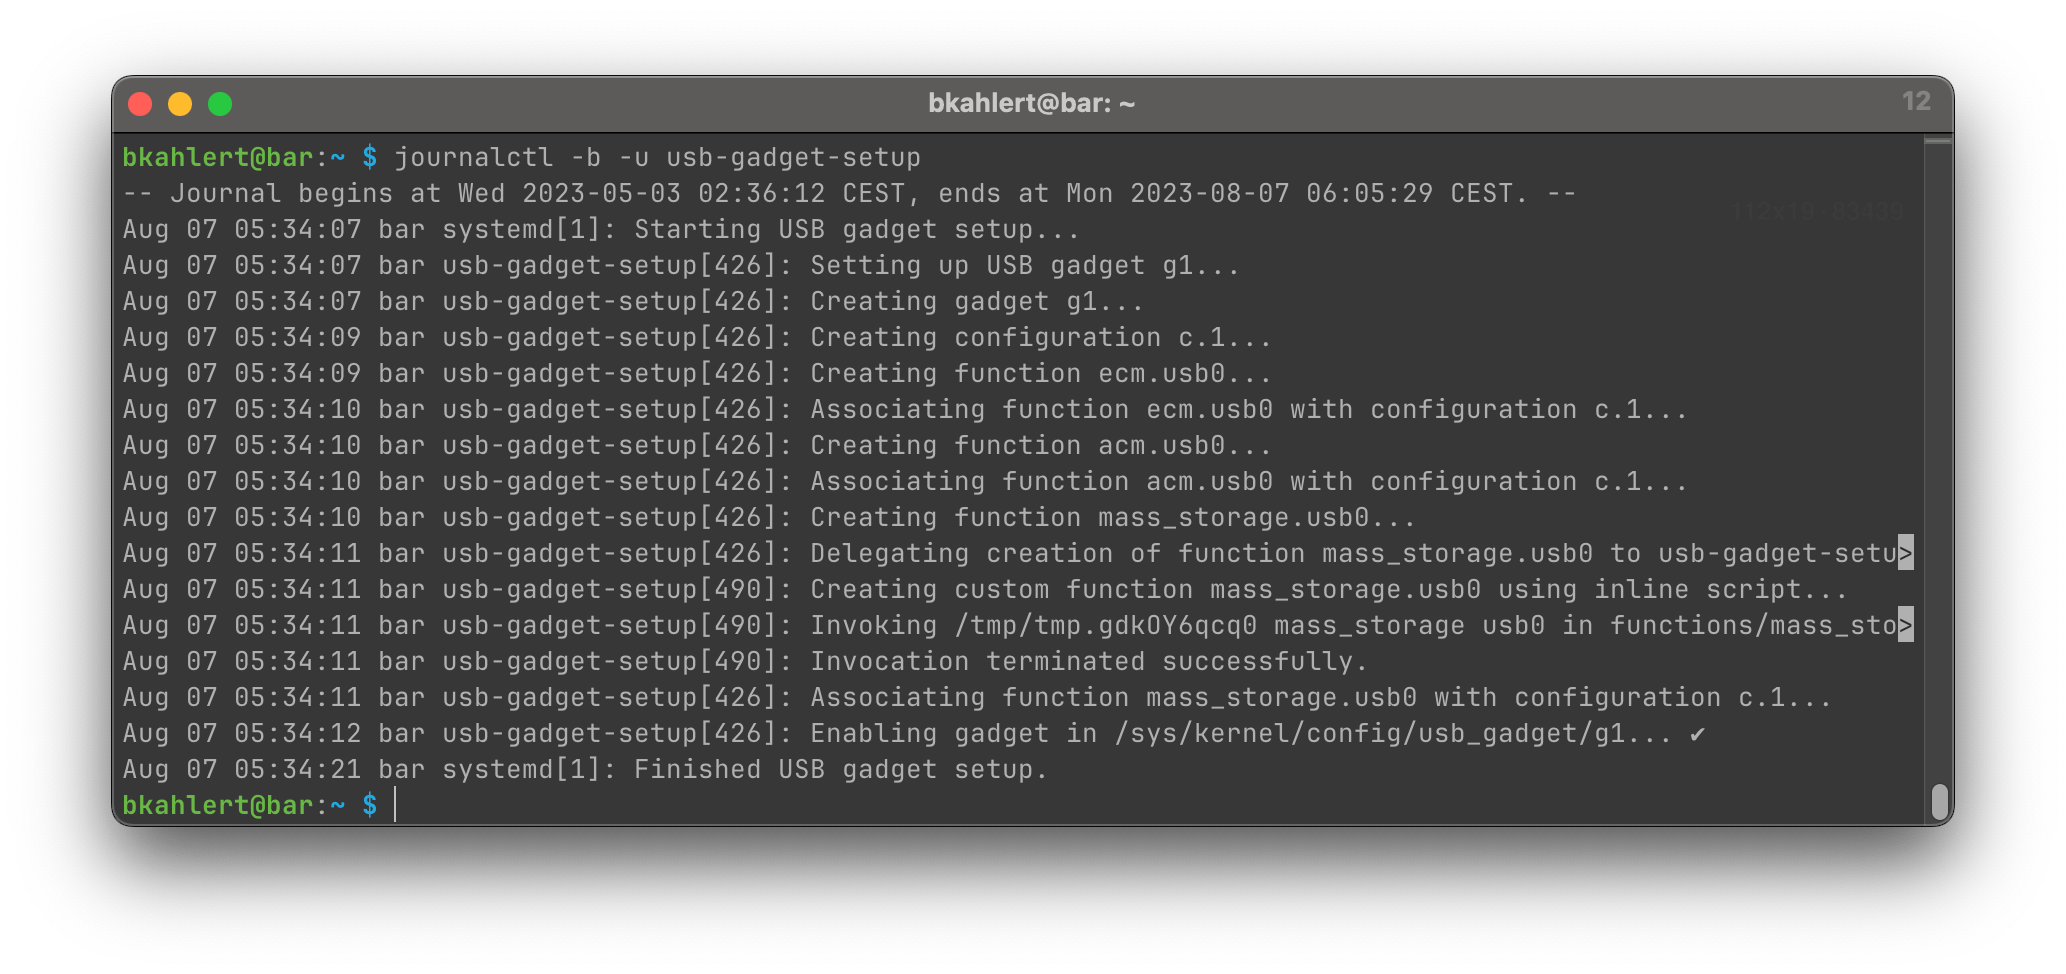 bkahlert@bar: ~
12
bkahlert@bar:~ $ journalctl -b -u usb-gadget-setup
-- Journal begins at Wed 2023-05-03 02:36:12 CEST, ends at Mon 2023-08-07 06:05:29 CEST. --
112x19·83439
Aug 07 05:34:07 bar systemd[1]: Starting USB gadget setup...
Aug 07 05:34:07 bar usb-gadget-setup[426]: Setting up USB gadget g1...
Aug 07 05:34:07 bar usb-gadget-setup[426]: Creating gadget g1...
Aug 07 05:34:09 bar usb-gadget-setup[426]: Creating configuration c.1...
Aug 07 05:34:09 bar usb-gadget-setup[426]: Creating function ecm.usb0...
Aug 07 05:34:10 bar usb-gadget-setup[426]: Associating function ecm.usb0 with configuration c.1...
Aug 07 05:34:10 bar usb-gadget-setup[426]: Creating function acm.usb0...
Aug 07 05:34:10 bar usb-gadget-setup[426]: Associating function acm.usb0 with configuration c.1...
Aug 07 05:34:10 bar usb-gadget-setup[426]: Creating function mass_storage.usb0...
Aug 07 05:34:11 bar usb-gadget-setup[426]: Delegating creation of function mass_storage.usb0 to usb-gadget-setu>
Aug 07 05:34:11 bar usb-gadget-setup[490]: Creating custom function mass_storage.usb0 using inline script...
Aug 07 05:34:11 bar usb-gadget-setup[490]: Invoking /tmp/tmp.gdkOY6qcq0 mass_storage usb0 in functions/mass_sto>
Aug 07 05:34:11 bar usb-gadget-setup[490]: Invocation terminated successfully.
Aug 07 05:34:11 bar usb-gadget-setup[426]: Associating function mass_storage.usb0 with configuration c.1...
Aug 07 05:34:12 bar usb-gadget-setup[426]: Enabling gadget in /sys/kernel/config/usb_gadget/g1... ✔
Aug 07 05:34:21 bar systemd[1]: Finished USB gadget setup.
bkahlert@bar:~ $